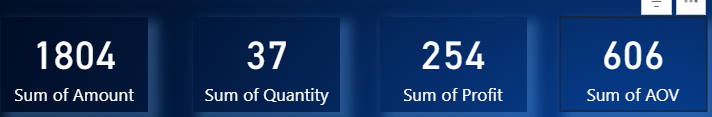 1804 37 254 606
Sum of Amount Sum of Quantity Sum of Profit Sum of AOV